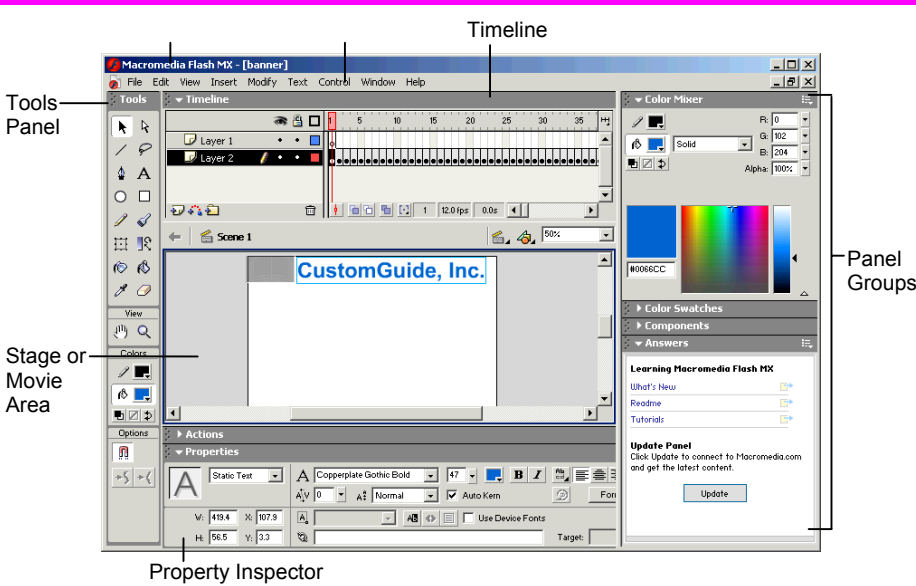 Timeline
Macromedia Flash MX - [banner]
File Edit View Insert Modify Text Control Window Help
Tools Panel
Tools
Timeline
Color Mixer
1 5 10 15 20 25 30 35
Layer 1
Layer 2
1 12.0 fps 0.0s
Scene 1
50%
R: 0
G: 102
B: 204
Solid
Alpha: 100%
#0066CC
Panel Groups
CustomGuide, Inc.
View
Colors
Options
Stage or Movie Area
Color Swatches
Components
Answers
Learning Macromedia Flash MX
What's New
Readme
Tutorials
Update Panel
Click Update to connect to Macromedia.com
and get the latest content.
Update
Actions
Properties
A Static Text
A Copperplate Gothic Bold 47 B I
A V 0 Normal Auto Kern For
W: 419.4 X: 107.9
Use Device Fonts
H: 56.5 Y: 3.3
Target:
Property Inspector